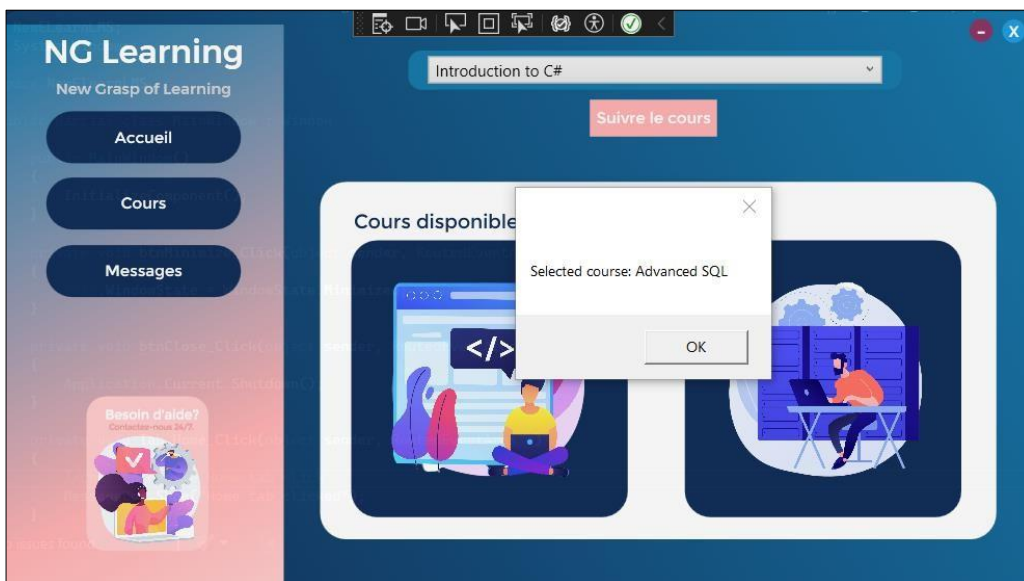 NG Learning
New Grasp of Learning
Accueil
Cours
Messages
Besoin d'aide?
Contactez-nous 24/7.
Introduction to C#
Suivre le cours
Cours disponible
Selected course: Advanced SQL
OK